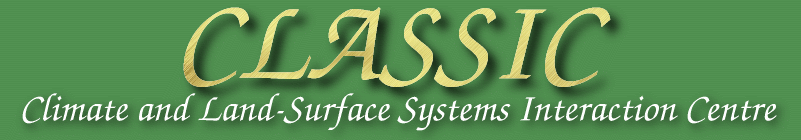 CLASSIC
Climate and Land-Surface Systems Interaction Centre